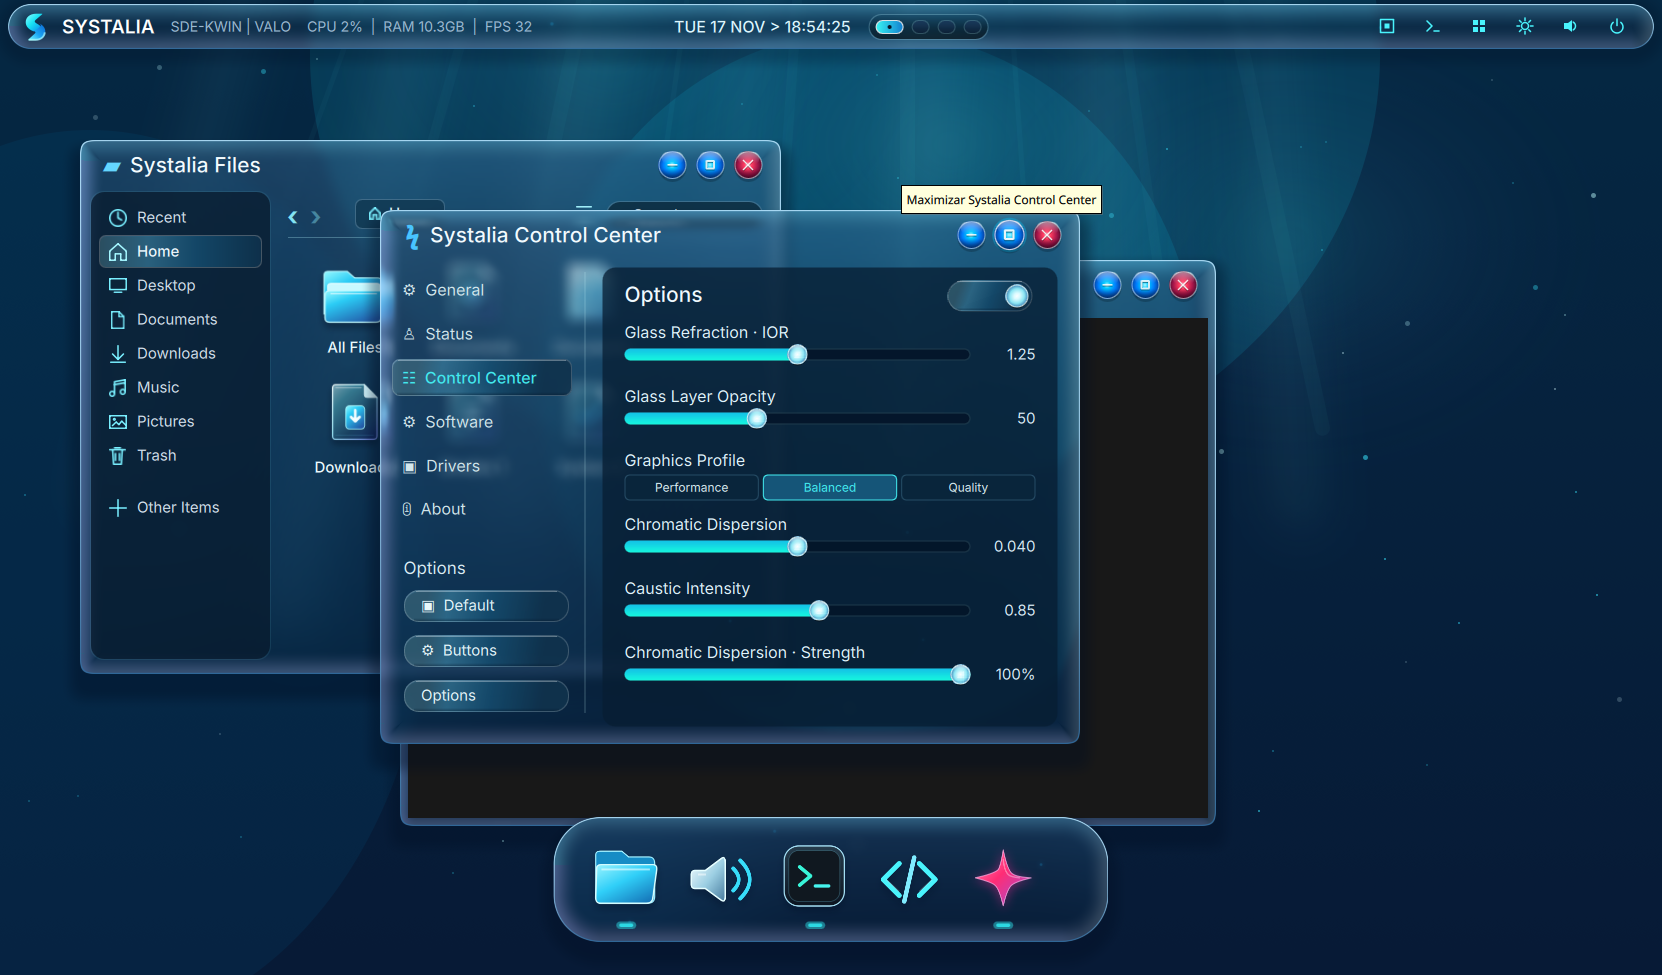 SYSTALIA SDE-KWIN | VALO CPU 2% | RAM 10.3GB | FPS 32 TUE 17 NOV > 18:54:25
Systalia Files
Recent
Home
Desktop
Documents
Downloads
Music
Pictures
Trash
Other Items
All Files
Maximizar Systalia Control Center
Systalia Control Center
General
Status
Control Center
Software
Drivers
About
Options
Default
Buttons
Options
Options
Glass Refraction · IOR 1.25
Glass Layer Opacity 50
Graphics Profile
Performance Balanced Quality
Chromatic Dispersion 0.040
Caustic Intensity 0.85
Chromatic Dispersion · Strength 100%